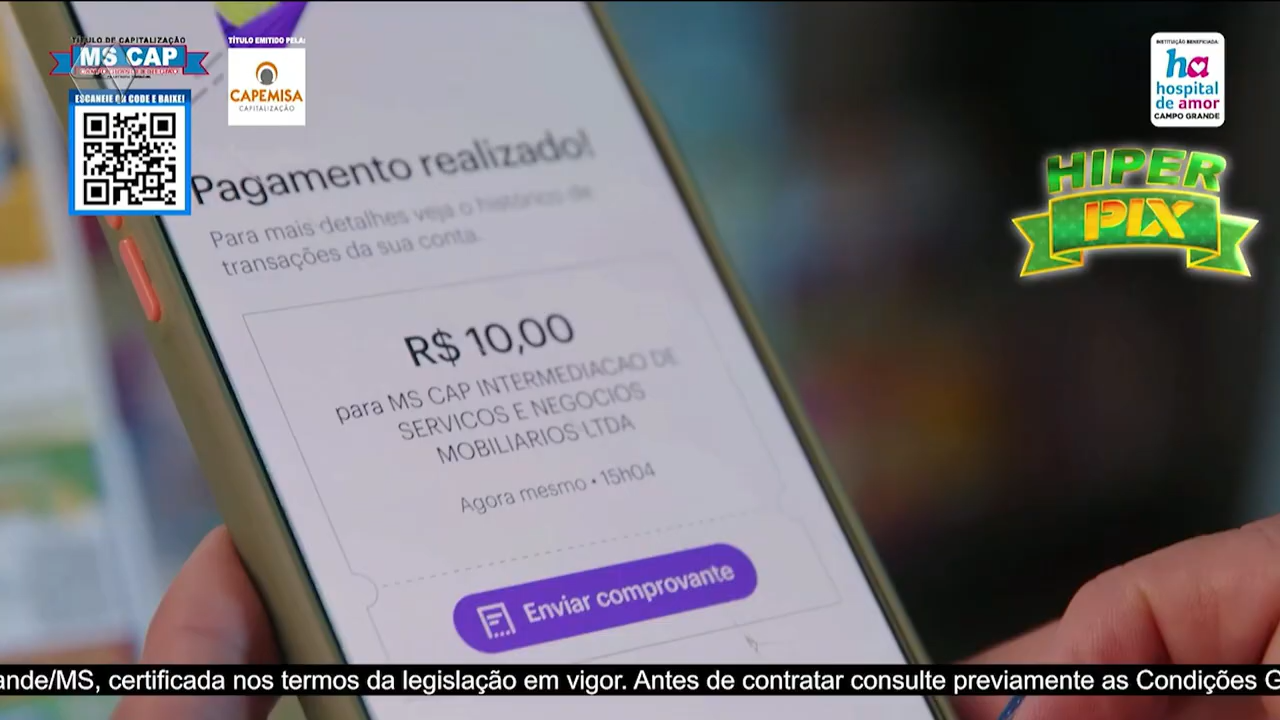 TÍTULO DE CAPITALIZAÇÃO
MS CAP
TÍTULO EMITIDO PELA:
CAPEMISA
CAPITALIZAÇÃO
ESCANEIE QR CODE E BAIXE!
INSTITUIÇÃO BENEFICIADA:
ha
hospital
de amor
CAMPO GRANDE
HIPER
PIX
Pagamento realizado!
Para mais detalhes veja o histórico de
transações da sua conta.
R$ 10,00
para MS CAP INTERMEDIACAO DE
SERVICOS E NEGOCIOS
MOBILIARIOS LTDA
Agora mesmo • 15h04
Enviar comprovante
ande/MS, certificada nos termos da legislação em vigor. Antes de contratar consulte previamente as Condições G